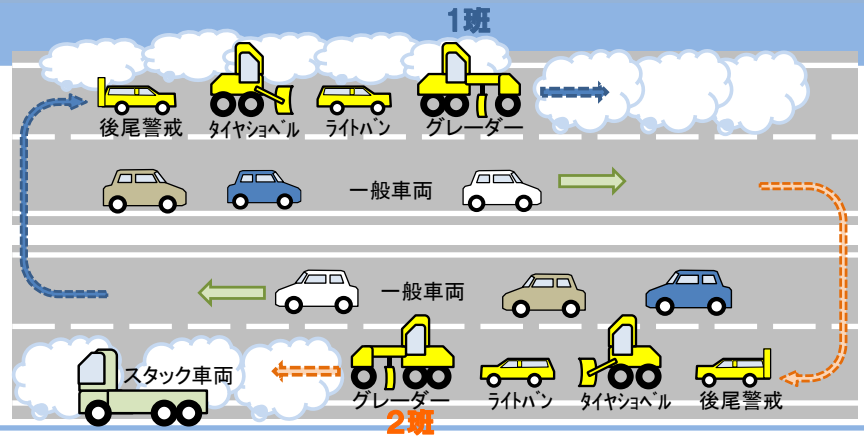 1班
後尾警戒 タイヤショベル ライトバン グレーダー
一般車両
一般車両
スタック車両
グレーダー ライトバン タイヤショベル 後尾警戒
2班